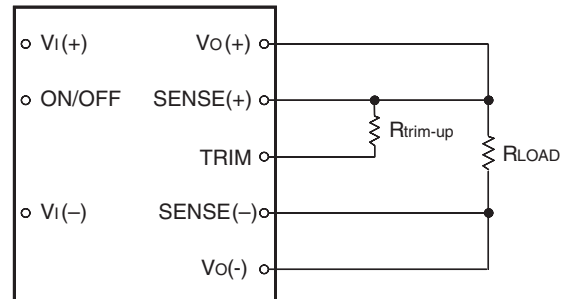 VI(+) VO(+)
ON/OFF SENSE(+)
Rtrim-up
TRIM RLOAD
VI(–) SENSE(–)
VO(-)